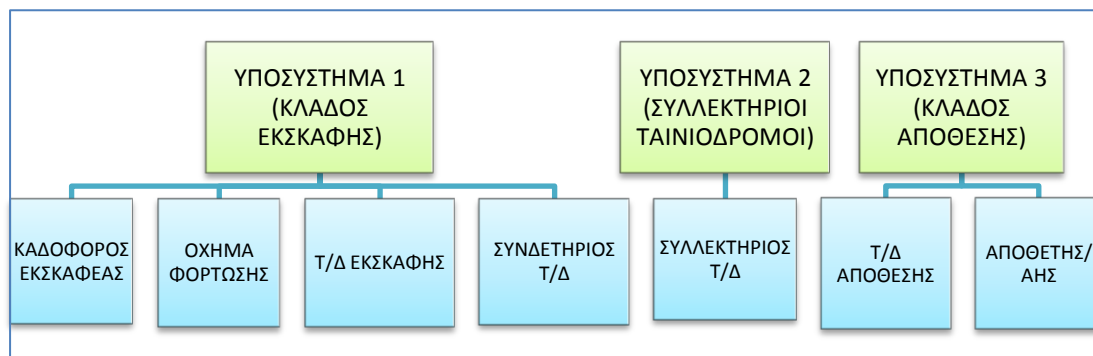 ΥΠΟΣΥΣΤΗΜΑ 1
(ΚΛΑΔΟΣ
ΕΚΣΚΑΦΗΣ)
ΥΠΟΣΥΣΤΗΜΑ 2
(ΣΥΛΛΕΚΤΗΡΙΟΙ
ΤΑΙΝΙΟΔΡΟΜΟΙ)
ΥΠΟΣΥΣΤΗΜΑ 3
(ΚΛΑΔΟΣ
ΑΠΟΘΕΣΗΣ)
ΚΑΔΟΦΟΡΟΣ
ΕΚΣΚΑΦΕΑΣ
ΟΧΗΜΑ
ΦΟΡΤΩΣΗΣ
Τ/Δ ΕΚΣΚΑΦΗΣ
ΣΥΝΔΕΤΗΡΙΟΣ
Τ/Δ
ΣΥΛΛΕΚΤΗΡΙΟΣ
Τ/Δ
Τ/Δ
ΑΠΟΘΕΣΗΣ
ΑΠΟΘΕΤΗΣ/
ΑΗΣ